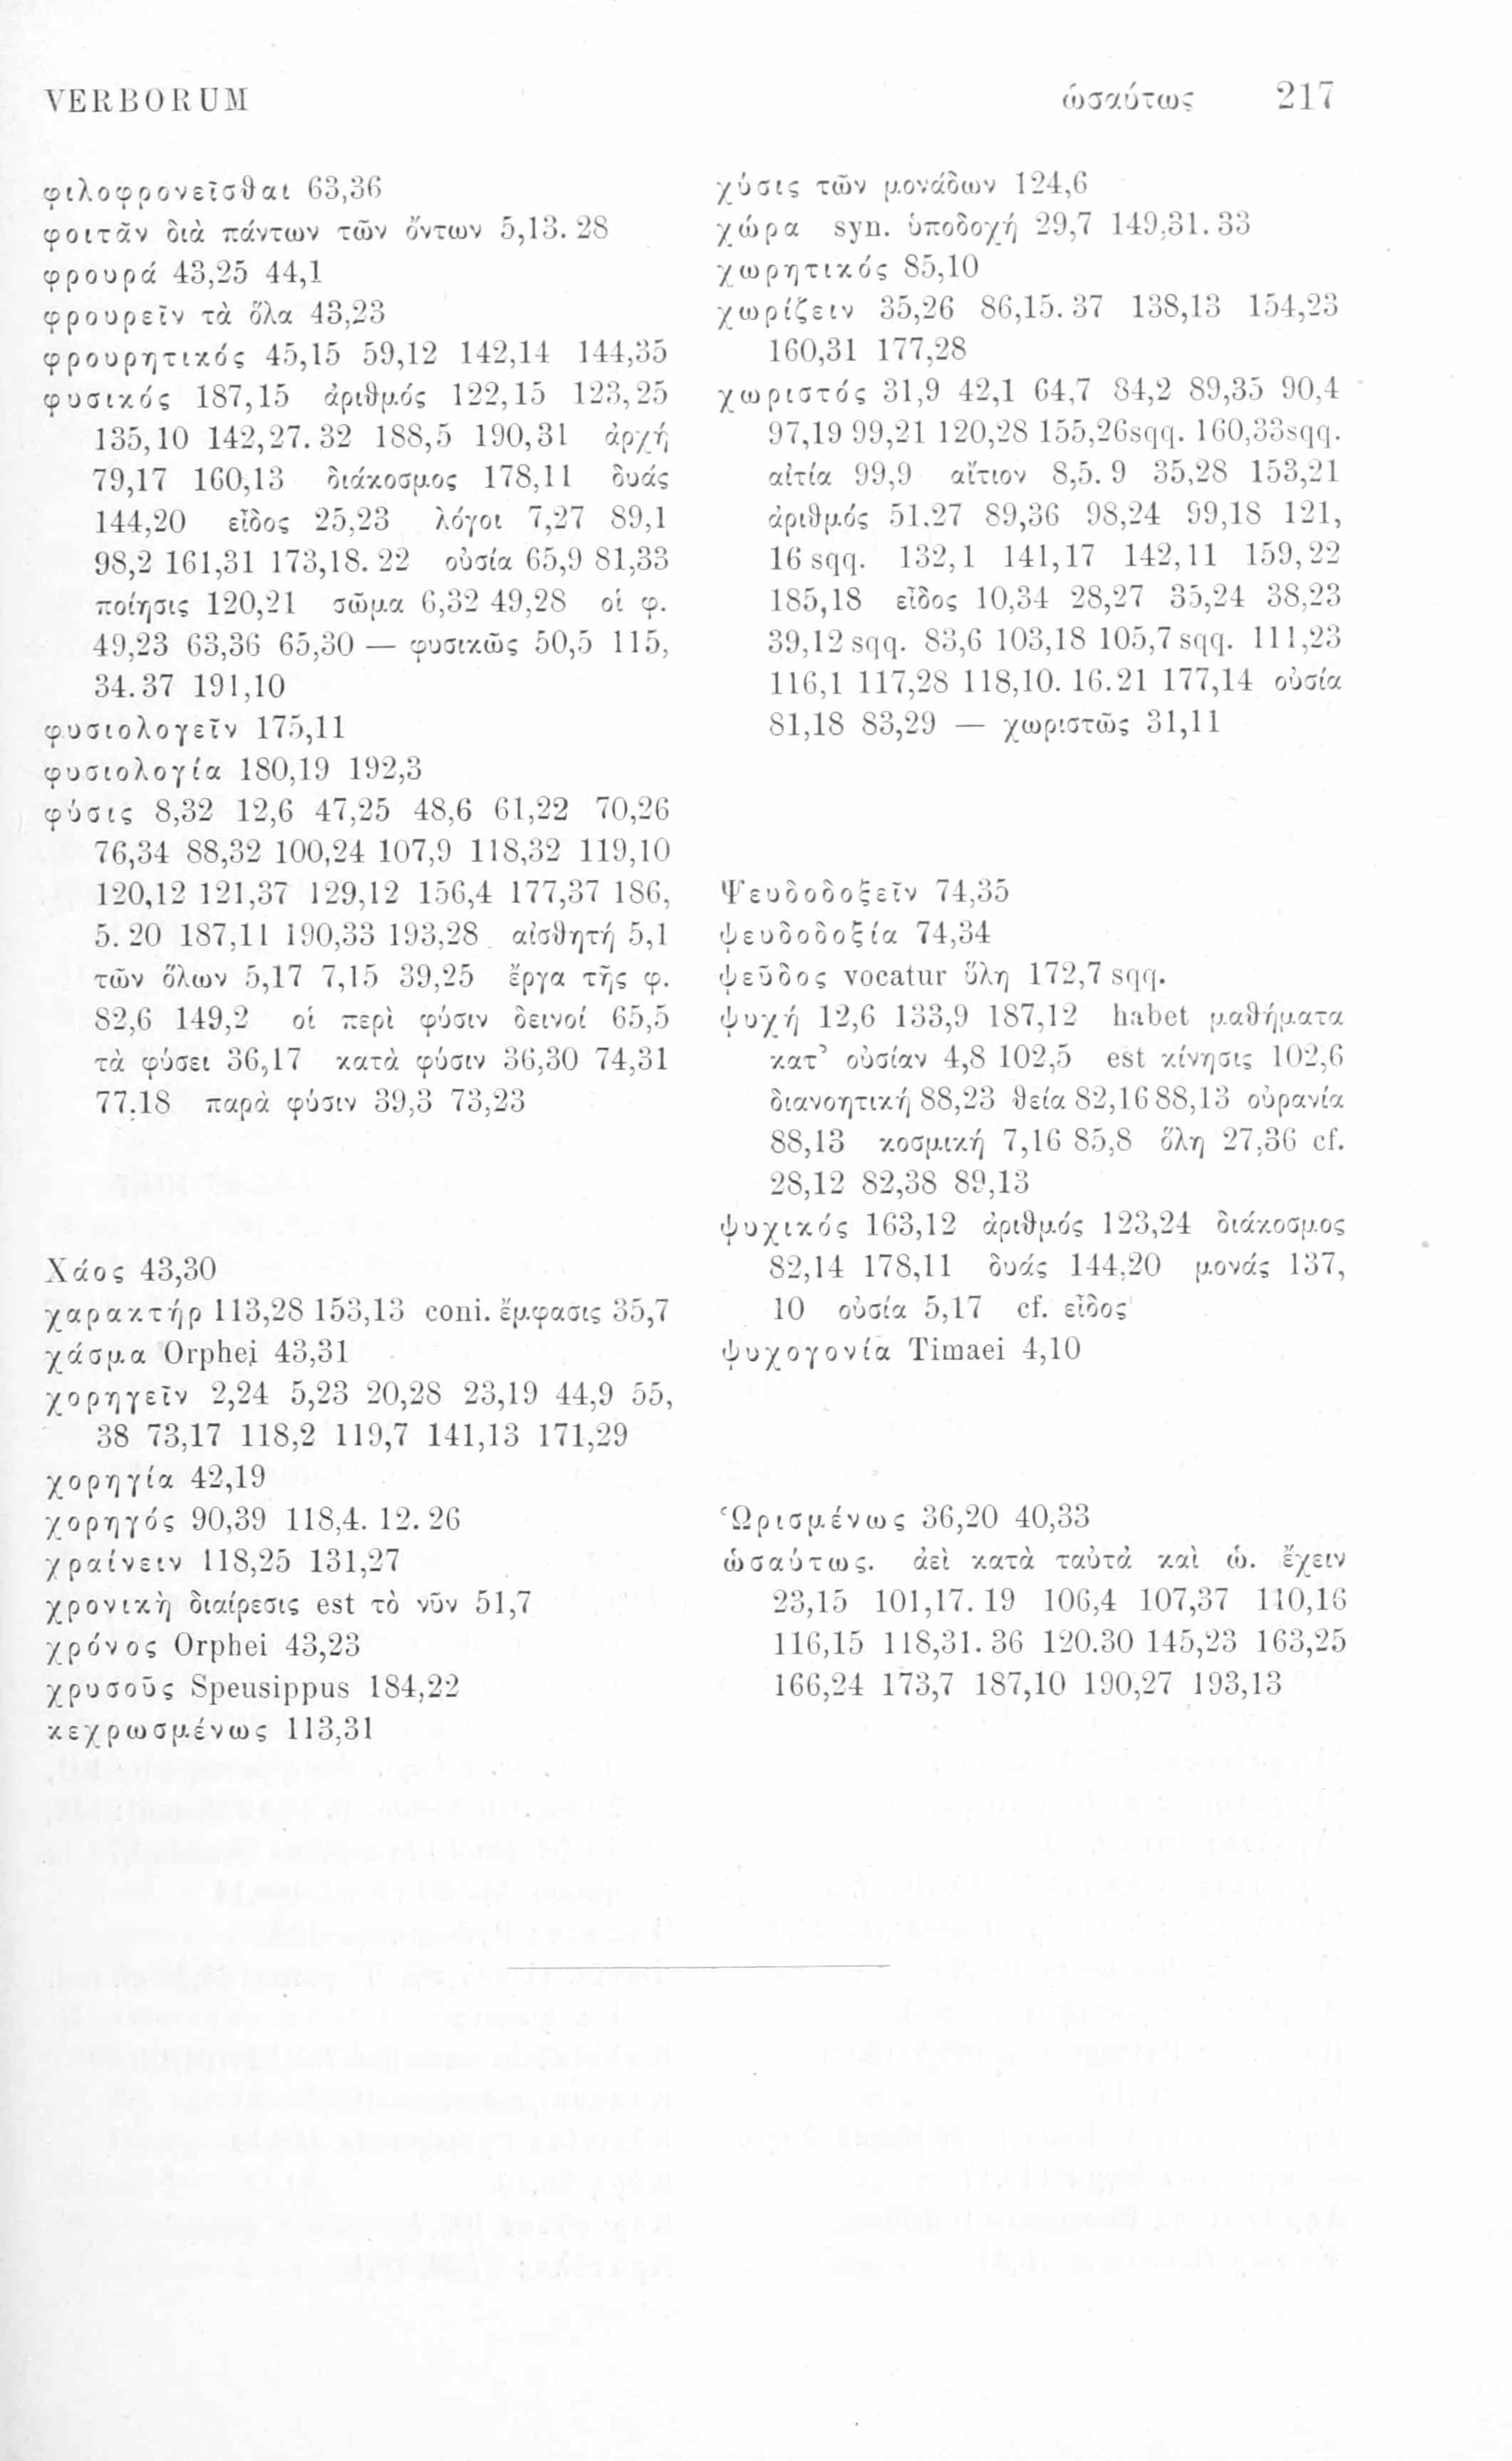 VERBORUM ὡσαύτως 217
φιλοφρονεῖσθαι 63,36
φοιτᾶν διὰ πάντων τῶν ὄντων 5,13. 28
φρουρά 43,25 44,1
φρουρεῖν τὰ ὅλα 43,23
φρουρητικός 45,15 59,12 142,14 144,35
φυσικός 187,15 ἀριθμός 122,15 123,25
135,10 142,27. 32 188,5 190,31 ἀρχή
79,17 160,13 διάκοσμος 178,11 δυάς
144,20 εἶδος 25,23 λόγοι 7,27 89,1
98,2 161,31 173,18. 22 οὐσία 65,9 81,33
ποίησις 120,21 σῶμα 6,32 49,28 οἱ φ.
49,23 63,36 65,30 — φυσικῶς 50,5 115,
34. 37 191,10
φυσιολογεῖν 175,11
φυσιολογία 180,19 192,3
φύσις 8,32 12,6 47,25 48,6 61,22 70,26
76,34 88,32 100,24 107,9 118,32 119,10
120,12 121,37 129,12 156,4 177,37 186,
5. 20 187,11 190,33 193,28 αἰσθητή 5,1
τῶν ὅλων 5,17 7,15 39,25 ἔργα τῆς φ.
82,6 149,2 οἱ περὶ φύσιν δεινοί 65,5
τὰ φύσει 36,17 κατὰ φύσιν 36,30 74,31
77,18 παρὰ φύσιν 39,3 73,23
Χάος 43,30
χαρακτήρ 113,28 153,13 coni. ἔμφασις 35,7
χάσμα Orphei 43,31
χορηγεῖν 2,24 5,23 20,28 23,19 44,9 55,
38 73,17 118,2 119,7 141,13 171,29
χορηγία 42,19
χορηγός 90,39 118,4. 12. 26
χραίνειν 118,25 131,27
χρονικὴ διαίρεσις est τὸ νῦν 51,7
χρόνος Orphei 43,23
χρυσοῦς Speusippus 184,22
κεχρωσμένως 113,31
χύσις τῶν μονάδων 124,6
χώρα syn. ὑποδοχή 29,7 149,31. 33
χωρητικός 85,10
χωρίζειν 35,26 86,15. 37 138,13 154,23
160,31 177,28
χωριστός 31,9 42,1 64,7 84,2 89,35 90,4
97,19 99,21 120,28 155,26sqq. 160,33sqq.
αἰτία 99,9 αἴτιον 8,5. 9 35,28 153,21
ἀριθμός 51,27 89,36 98,24 99,18 121,
16 sqq. 132,1 141,17 142,11 159,22
185,18 εἶδος 10,34 28,27 35,24 38,23
39,12 sqq. 83,6 103,18 105,7 sqq. 111,23
116,1 117,28 118,10. 16. 21 177,14 οὐσία
81,18 83,29 — χωριστῶς 31,11
Ψευδοδοξεῖν 74,35
ψευδοδοξία 74,34
ψεῦδος vocatur ὕλη 172,7 sqq.
ψυχή 12,6 133,9 187,12 habet μαθήματα
κατ’ οὐσίαν 4,8 102,5 est κίνησις 102,6
διανοητική 88,23 θεία 82,16 88,13 οὐρανία
88,13 κοσμική 7,16 85,8 ὅλη 27,36 cf.
28,12 82,38 89,13
ψυχικός 163,12 ἀριθμός 123,24 διάκοσμος
82,14 178,11 δυάς 144,20 μονάς 137,
10 οὐσία 5,17 cf. εἶδος
ψυχογονία Timaei 4,10
Ὡρισμένως 36,20 40,33
ὡσαύτως. ἀεὶ κατὰ ταὐτὰ καὶ ὡ. ἔχειν
23,15 101,17. 19 106,4 107,37 110,16
116,15 118,31. 36 120.30 145,23 163,25
166,24 173,7 187,10 190,27 193,13